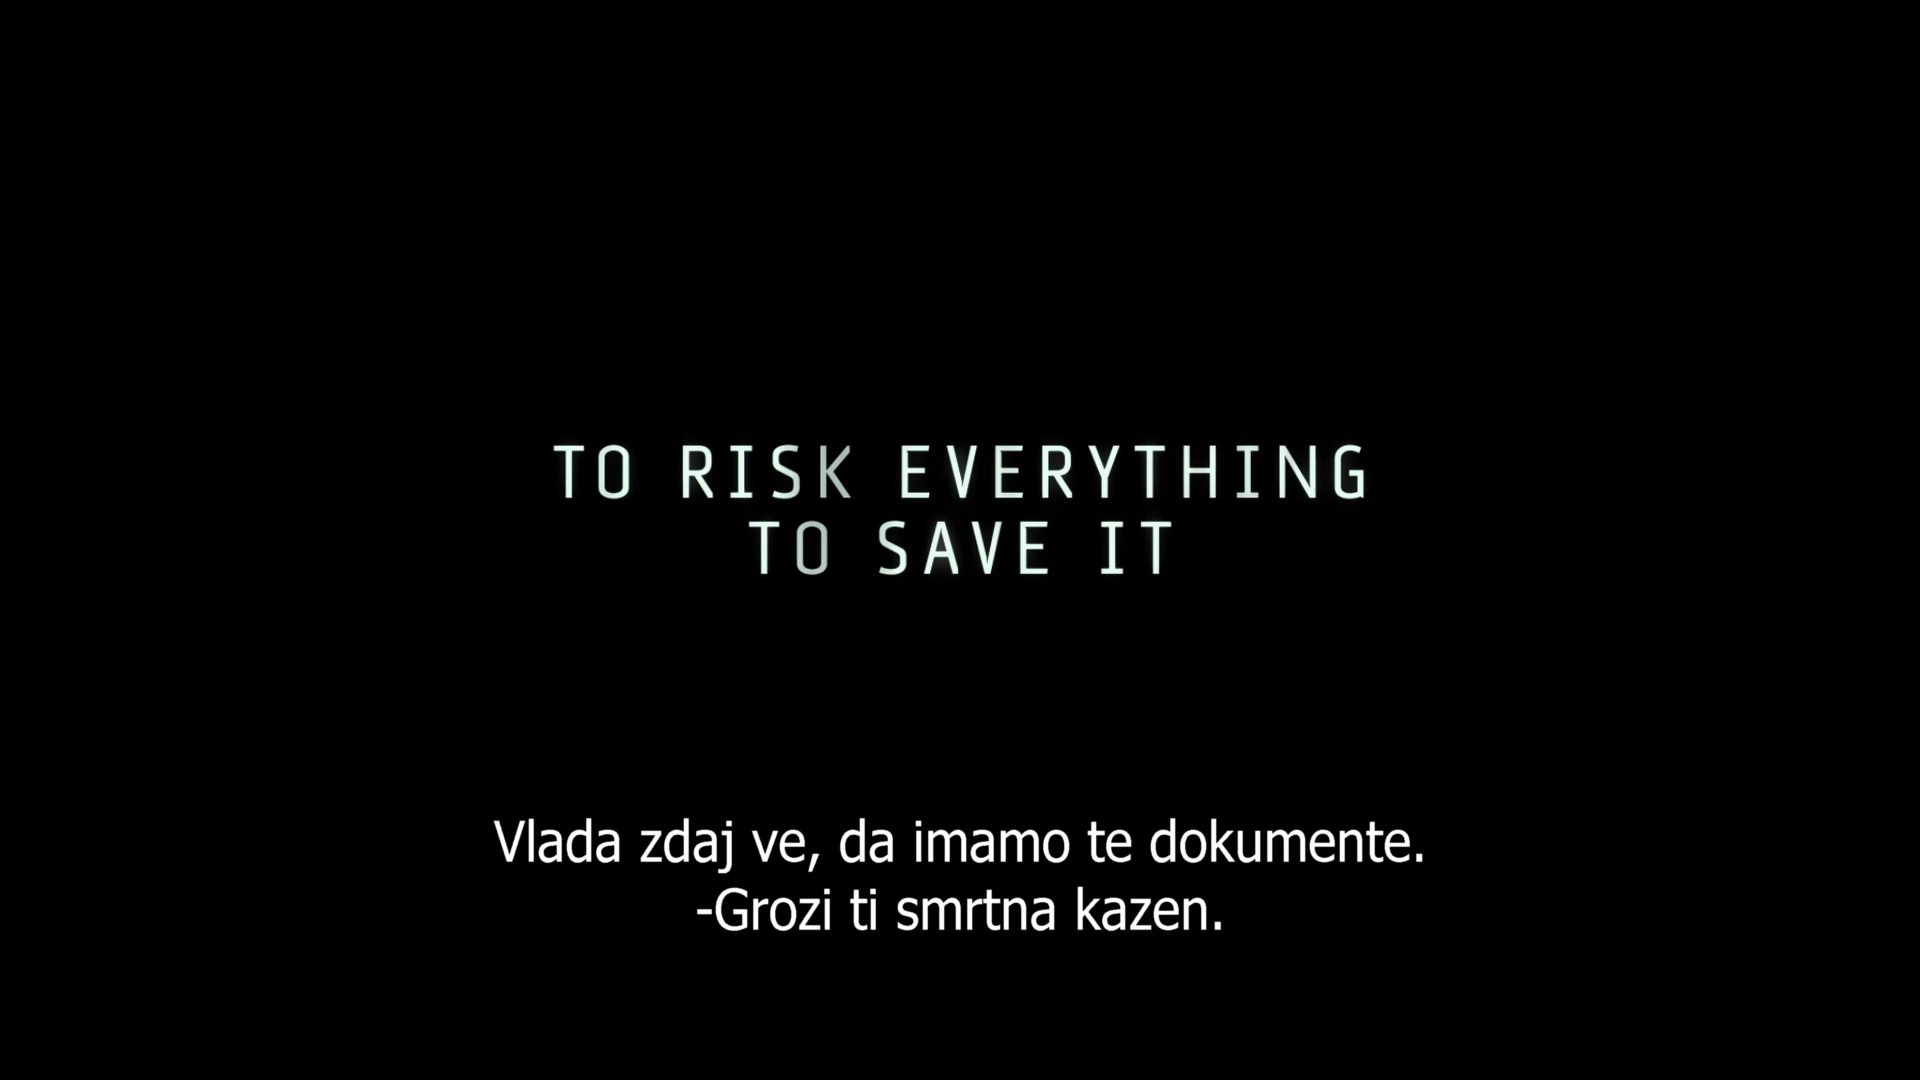 TO RISK EVERYTHING
TO SAVE IT
Vlada zdaj ve, da imamo te dokumente.
-Grozi ti smrtna kazen.